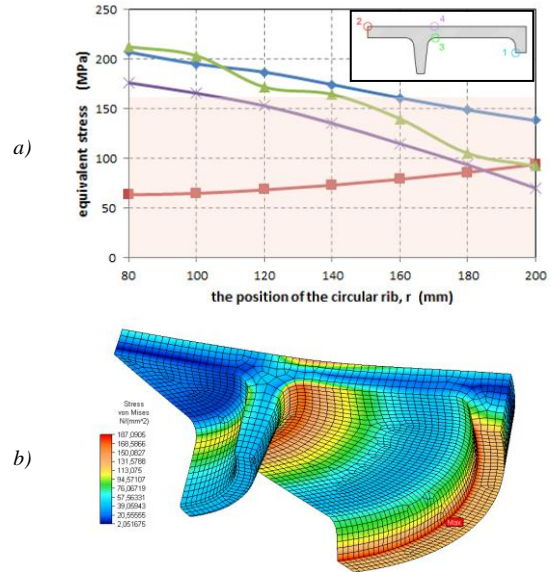 a)
250
200
150
100
50
0
equivalent stress (MPa)
2
4
3
1
80 100 120 140 160 180 200
the position of the circular rib, r (mm)
b)
Stress
von Mises
N/(mm^2)
187,0905
168,5866
150,0827
131,5788
113,075
94,57107
76,06719
57,56331
39,05943
20,55555
2,051675
Max